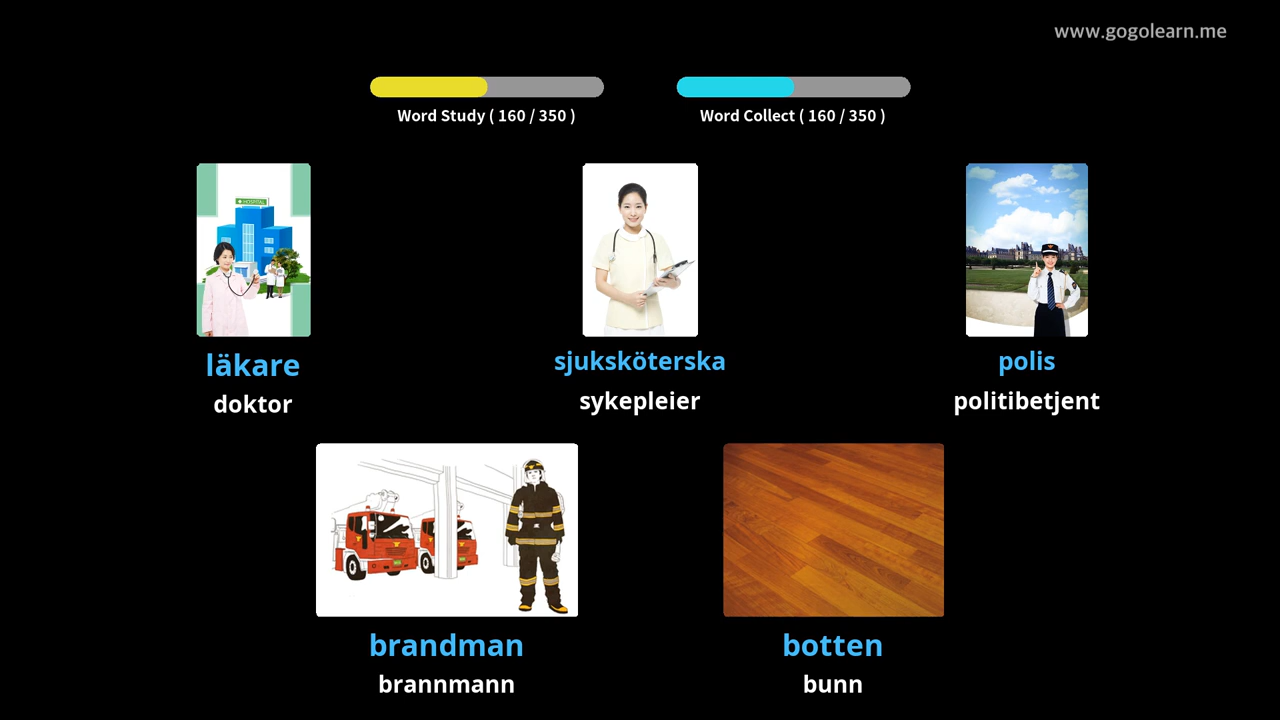 www.gogolearn.me
Word Study ( 160 / 350 )
Word Collect ( 160 / 350 )
HOSPITAL
läkare
sjuksköterska
polis
doktor
sykepleier
politibetjent
brandman
botten
brannmann
bunn